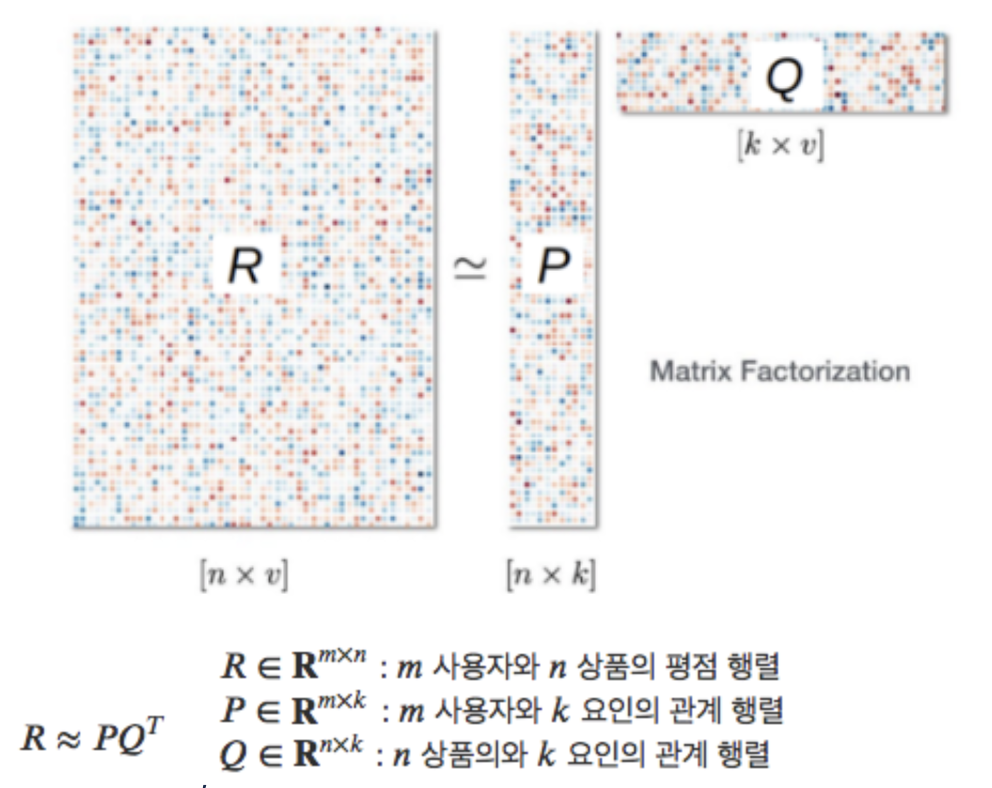 Q
[k × v]
R ≃ P
Matrix Factorization
[n × v] [n × k]
R ∈ R^{m×n} : m 사용자와 n 상품의 평점 행렬
P ∈ R^{m×k} : m 사용자와 k 요인의 관계 행렬
R ≈ PQ^T
Q ∈ R^{n×k} : n 상품의와 k 요인의 관계 행렬